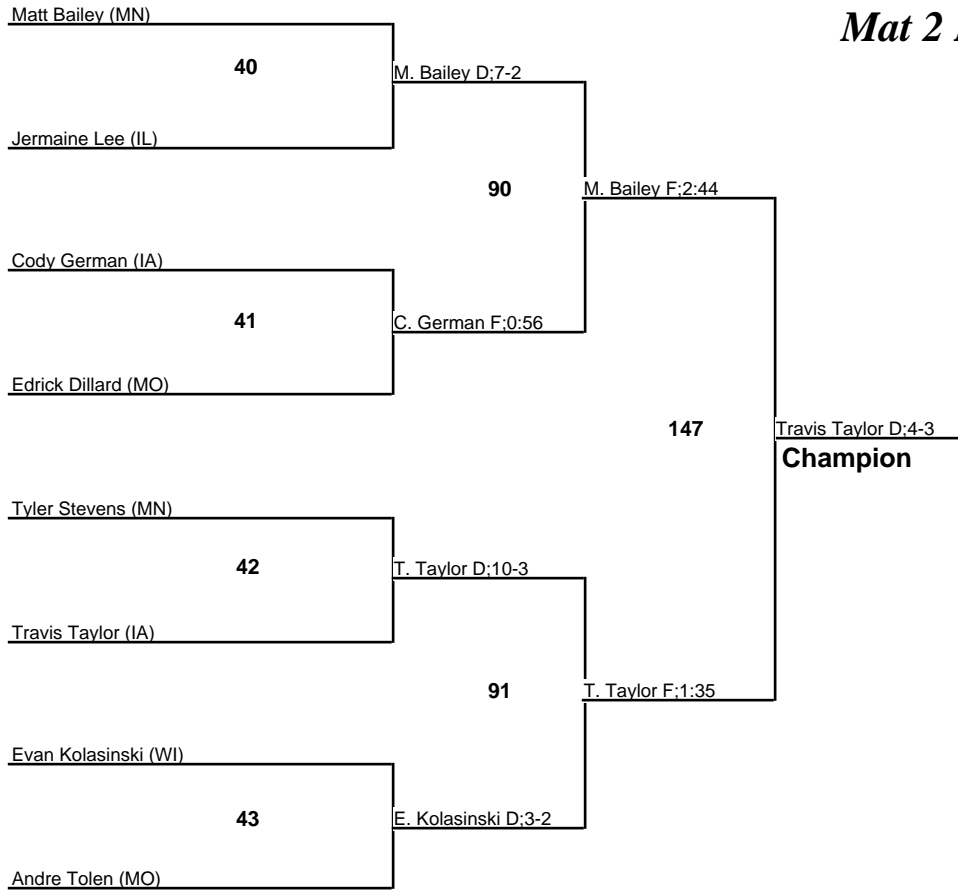 Matt Bailey (MN)
Mat 2
40
M. Bailey D;7-2
Jermaine Lee (IL)
90
M. Bailey F;2:44
Cody German (IA)
41
C. German F;0:56
Edrick Dillard (MO)
147
Travis Taylor D;4-3
Champion
Tyler Stevens (MN)
42
T. Taylor D;10-3
Travis Taylor (IA)
91
T. Taylor F;1:35
Evan Kolasinski (WI)
43
E. Kolasinski D;3-2
Andre Tolen (MO)